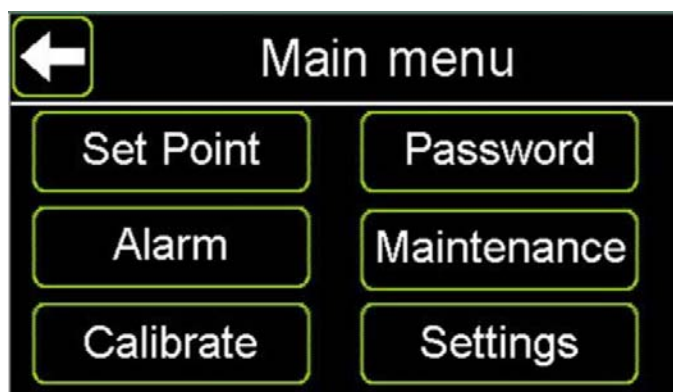 Main menu
Set Point
Password
Alarm
Maintenance
Calibrate
Settings